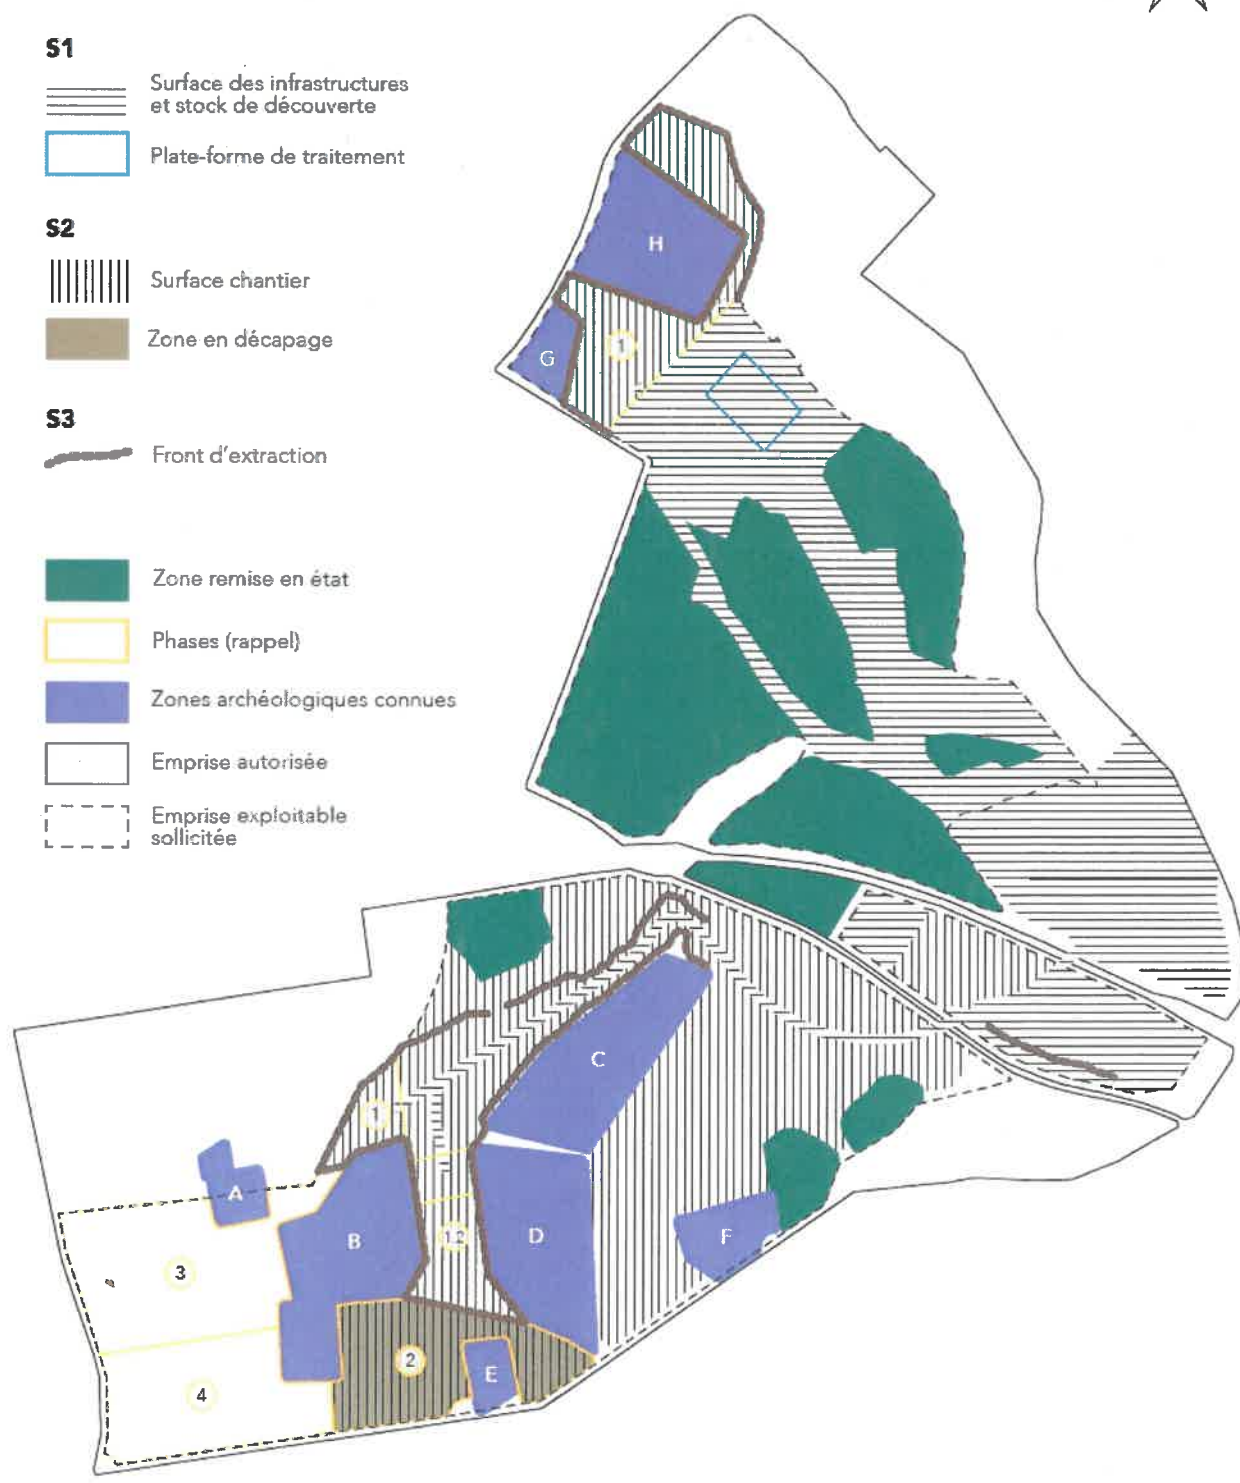 S1
Surface des infrastructures
et stock de découverte
Plate-forme de traitement
S2
Surface chantier
Zone en décapage
S3
Front d'extraction
Zone remise en état
Phases (rappel)
Zones archéologiques connues
Emprise autorisée
Emprise exploitable
sollicitée
H
G
1
C
1
A
B
1.2
D
F
3
2
E
4